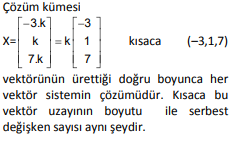 Çözüm kümesi
X= [−3.k k 7.k] = k [−3 1 7] kısaca (−3,1,7)
vektörünün ürettiği doğru boyunca her
vektör sistemin çözümüdür. Kısaca bu
vektör uzayının boyutu ile serbest
değişken sayısı aynı şeydir.